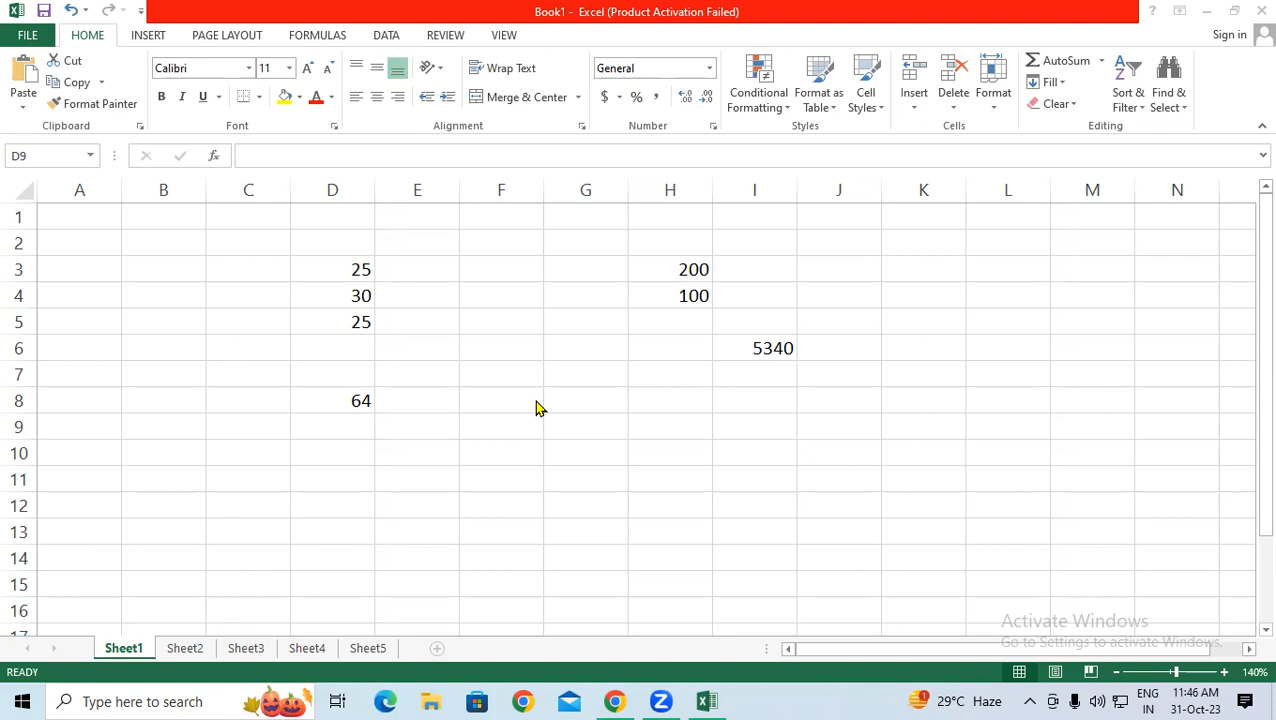 Book1 - Excel (Product Activation Failed)
FILE HOME INSERT PAGE LAYOUT FORMULAS DATA REVIEW VIEW Sign in
Paste
Cut
Copy
Format Painter
Clipboard
Calibri 11
B I U
Font
Wrap Text
Merge & Center
Alignment
General
$ % ,
Number
Conditional Formatting
Format as Table
Cell Styles
Styles
Insert Delete Format
Cells
AutoSum
Fill
Clear
Sort & Filter
Find & Select
Editing
D9
A B C D E F G H I J K L M N
1
2
3 25 200
4 30 100
5 25
6 5340
7
8 64
9
10
11
12
13
14
15
16
17
Activate Windows
Go to Settings to activate Windows.
Sheet1 Sheet2 Sheet3 Sheet4 Sheet5
READY 140%
Type here to search
29°C Haze
ENG
IN
11:46 AM
31-Oct-23